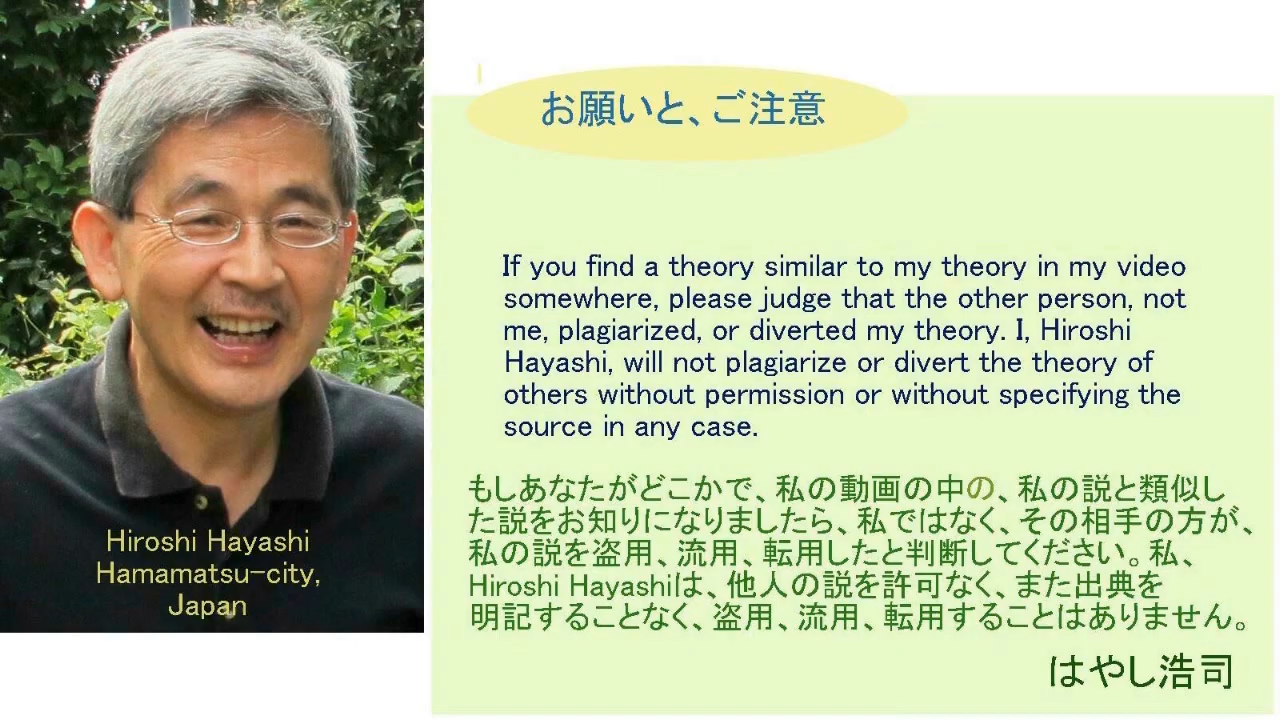 お願いと、ご注意
If you find a theory similar to my theory in my video
somewhere, please judge that the other person, not
me, plagiarized, or diverted my theory. I, Hiroshi
Hayashi, will not plagiarize or divert the theory of
others without permission or without specifying the
source in any case.
もしあなたがどこかで、私の動画の中の、私の説と類似し
た説をお知りになりましたら、私ではなく、その相手の方が、
私の説を盗用、流用、転用したと判断してください。私、
Hiroshi Hayashiは、他人の説を許可なく、また出典を
明記することなく、盗用、流用、転用することはありません。
はやし浩司
Hiroshi Hayashi
Hamamatsu-city,
Japan